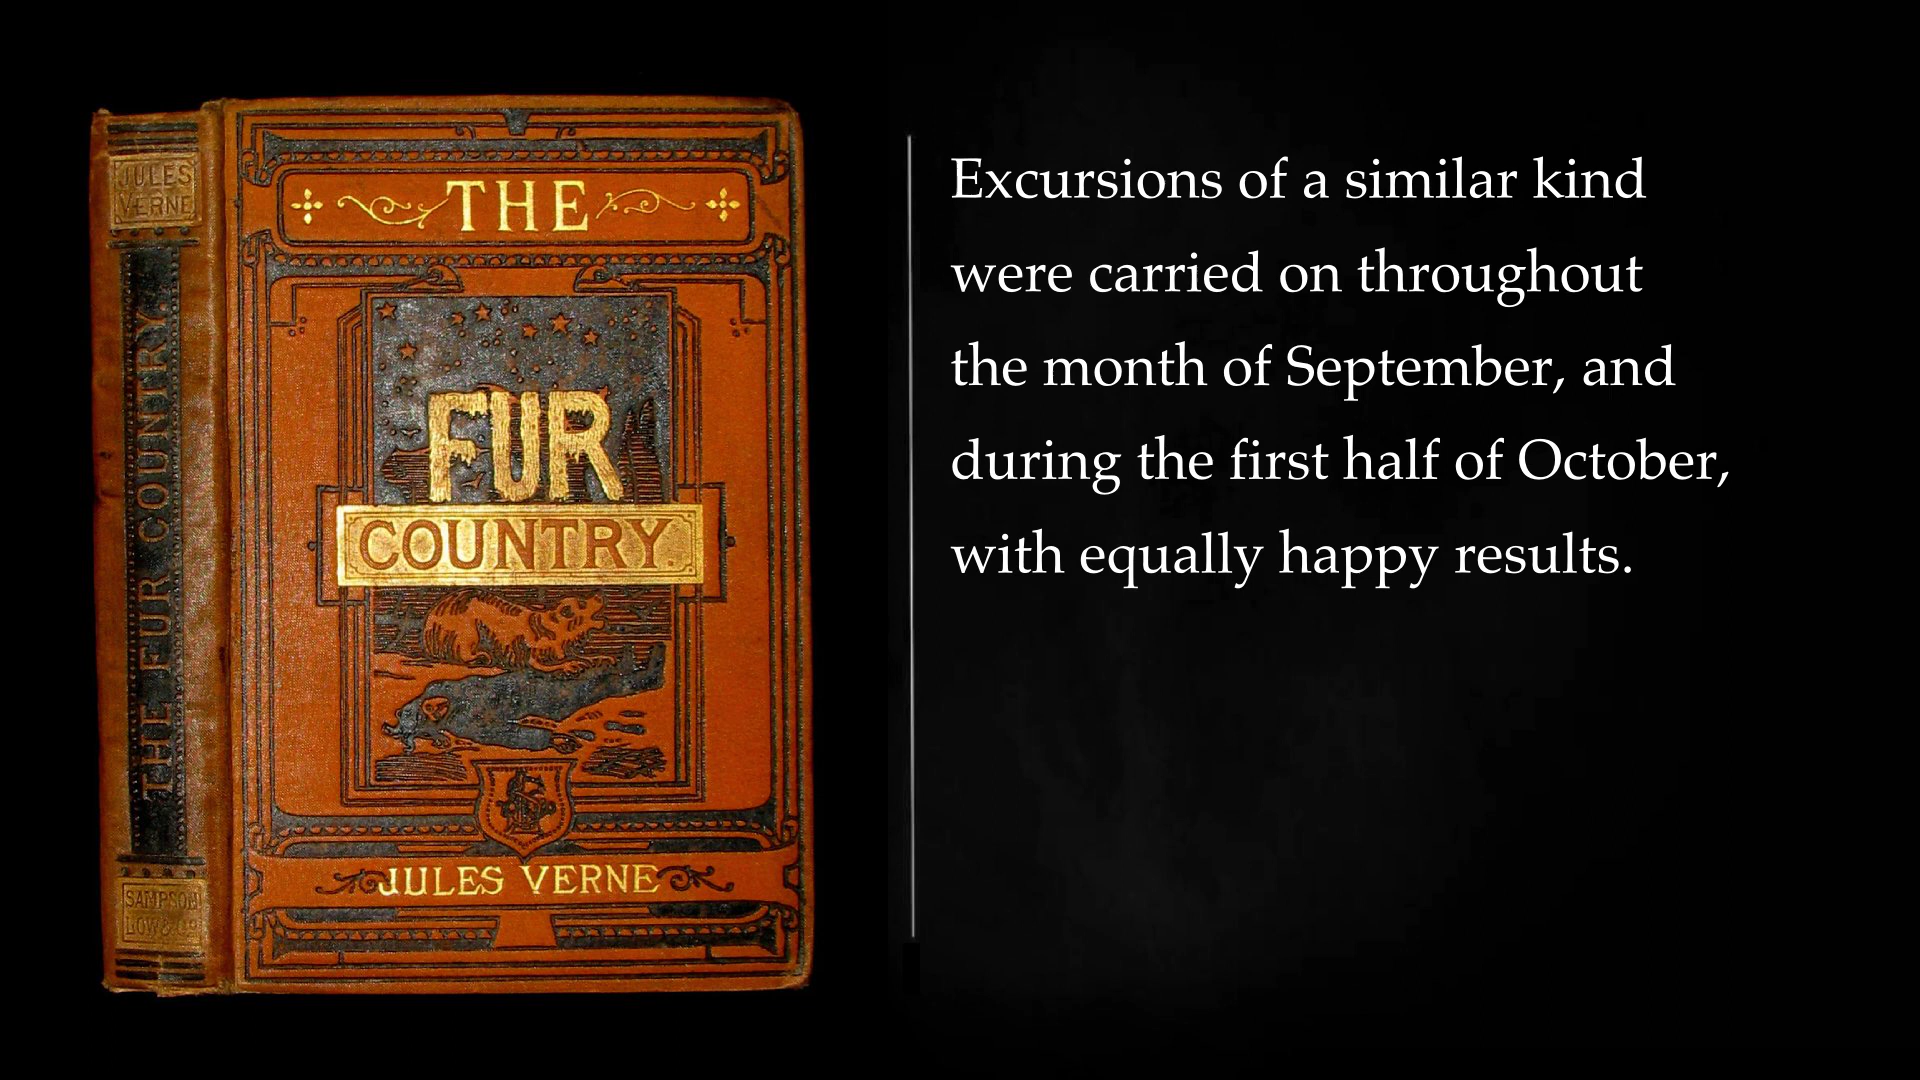 JULES
VERNE
THE FUR COUNTRY.
SAMPSON
LOW & Co
THE
FUR
COUNTRY.
JULES VERNE
Excursions of a similar kind
were carried on throughout
the month of September, and
during the first half of October,
with equally happy results.